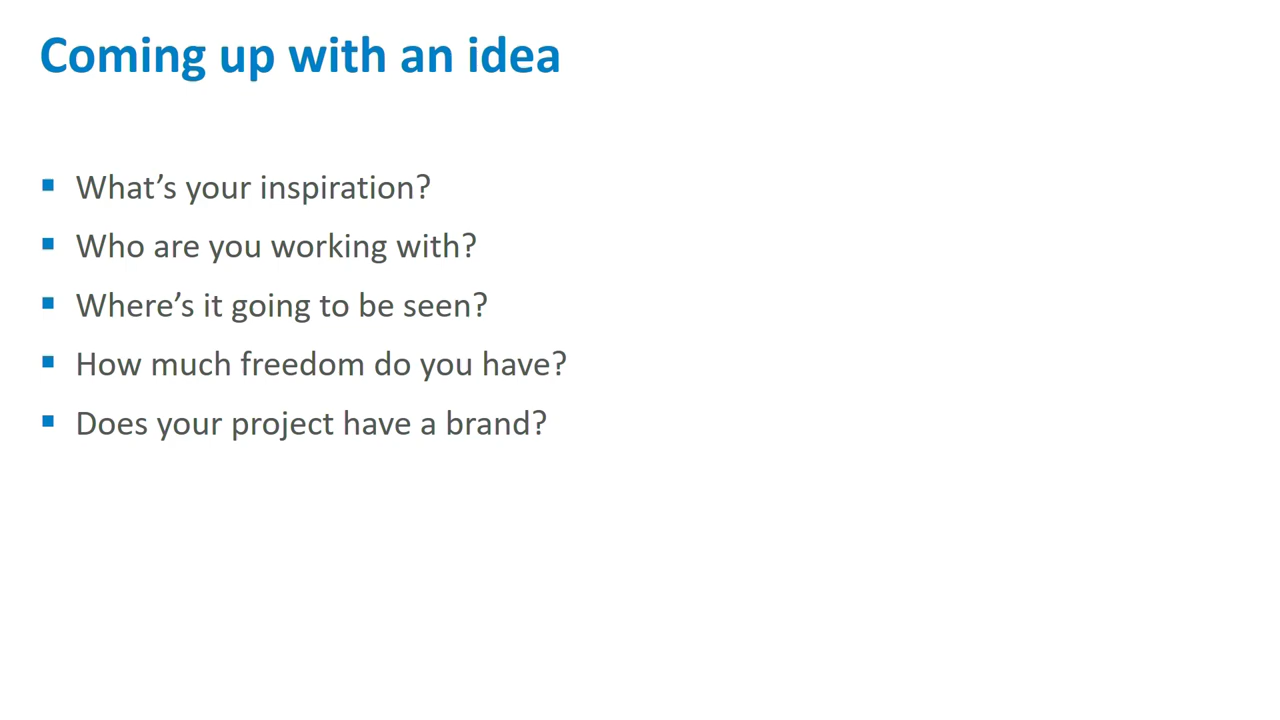 Coming up with an idea
What’s your inspiration?
Who are you working with?
Where’s it going to be seen?
How much freedom do you have?
Does your project have a brand?